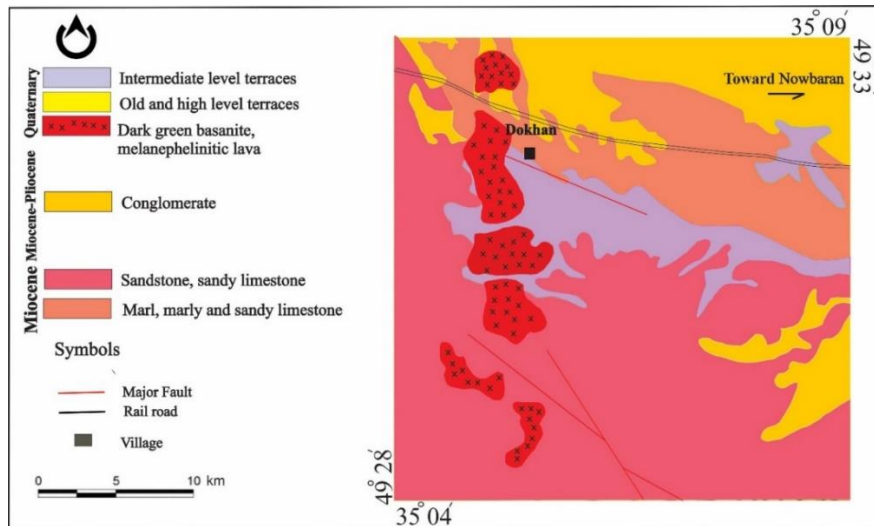 Quaternary
Intermediate level terraces
Old and high level terraces
Dark green basanite,
melanephelinitic lava
Miocene-Pliocene
Conglomerate
Miocene
Sandstone, sandy limestone
Marl, marly and sandy limestone
Symbols
Major Fault
Rail road
Village
0 5 10 km
35° 09′
49° 33′
Toward Nowbaran
Dokhan
49° 28′
35° 04′